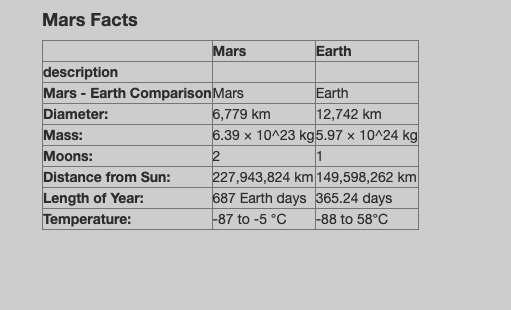 Mars Facts
Mars Earth
description
Mars - Earth Comparison Mars Earth
Diameter: 6,779 km 12,742 km
Mass: 6.39 × 10^23 kg 5.97 × 10^24 kg
Moons: 2 1
Distance from Sun: 227,943,824 km 149,598,262 km
Length of Year: 687 Earth days 365.24 days
Temperature: -87 to -5 °C -88 to 58°C